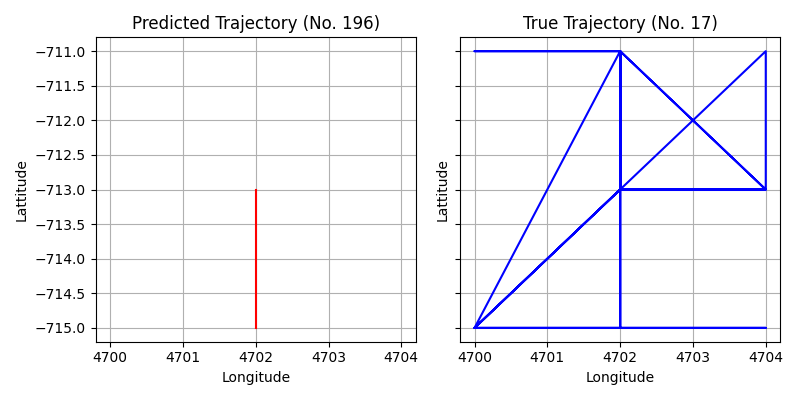 Predicted Trajectory (No. 196)
True Trajectory (No. 17)
Lattitude
−711.0
−711.5
−712.0
−712.5
−713.0
−713.5
−714.0
−714.5
−715.0
4700 4701 4702 4703 4704
Longitude
Lattitude
4700 4701 4702 4703 4704
Longitude